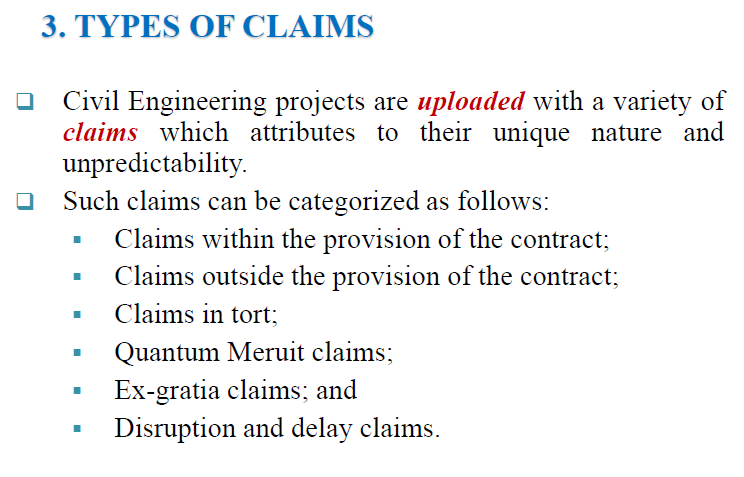 3. TYPES OF CLAIMS
Civil Engineering projects are uploaded with a variety of
claims which attributes to their unique nature and
unpredictability.
Such claims can be categorized as follows:
Claims within the provision of the contract;
Claims outside the provision of the contract;
Claims in tort;
Quantum Meruit claims;
Ex-gratia claims; and
Disruption and delay claims.